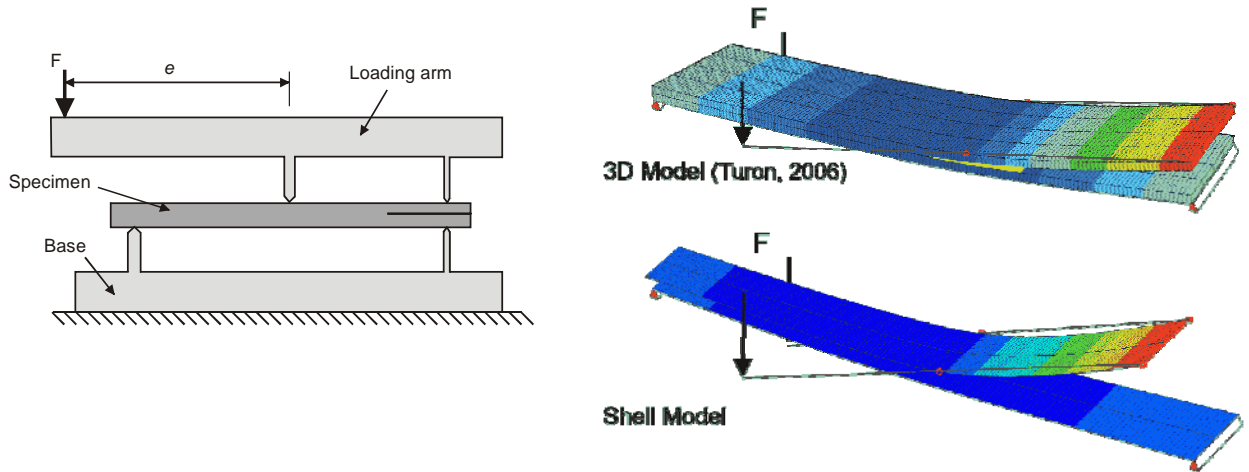 F
e
Loading arm
Specimen
Base
F
3D Model (Turon, 2006)
F
Shell Model